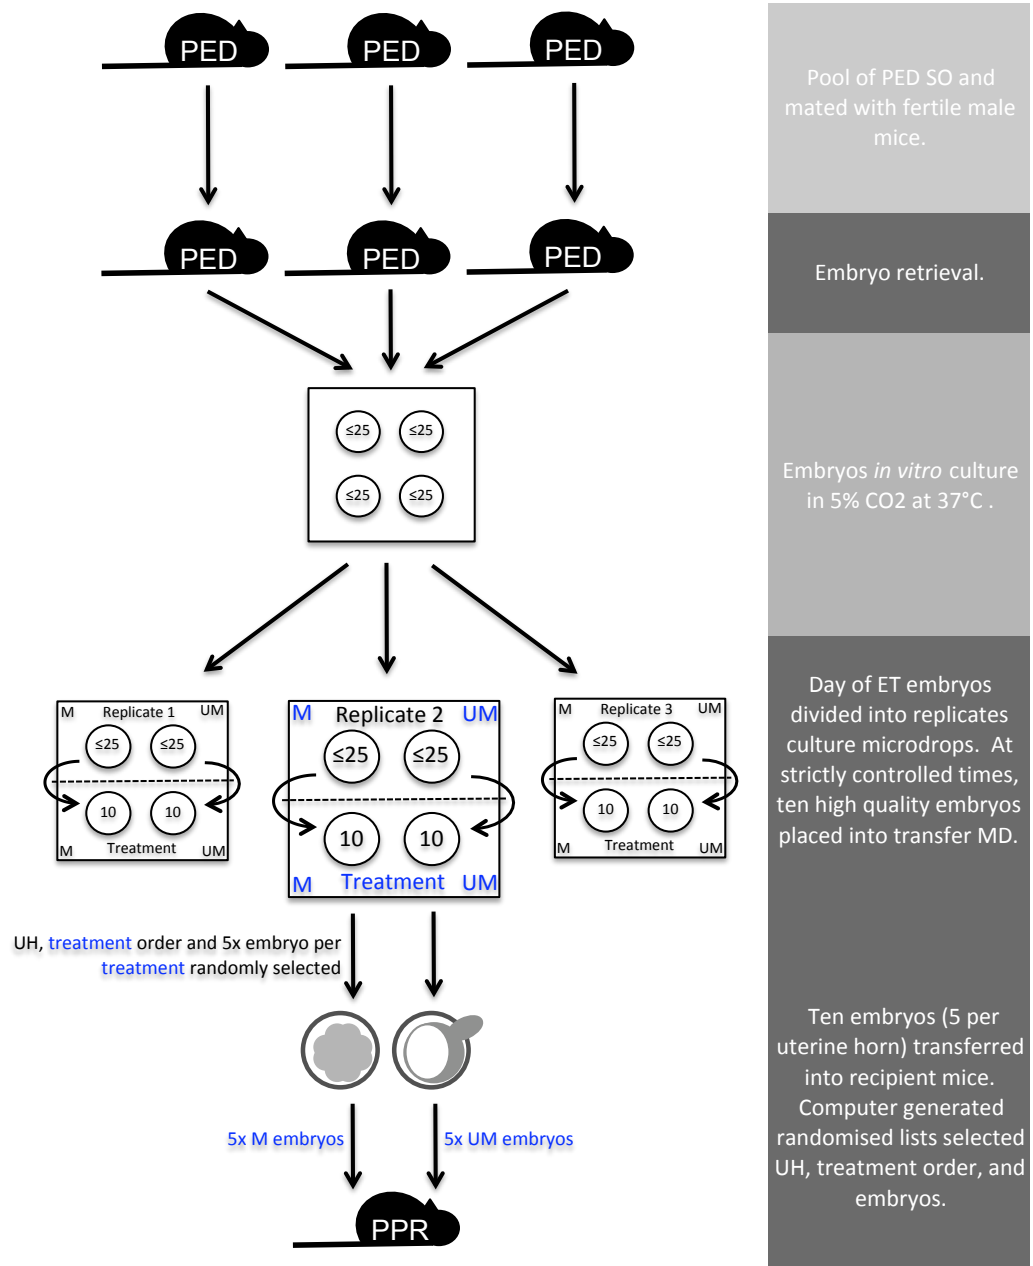 PED PED PED
Pool of PED SO and
mated with fertile male
mice.
PED PED PED
Embryo retrieval.
≤25 ≤25
≤25 ≤25
Embryos in vitro culture
in 5% CO2 at 37°C .
M Replicate 1 UM
≤25 ≤25
10 10
M Treatment UM
M Replicate 2 UM
≤25 ≤25
10 10
M Treatment UM
M Replicate 3 UM
≤25 ≤25
10 10
M Treatment UM
Day of ET embryos
divided into replicates
culture microdrops. At
strictly controlled times,
ten high quality embryos
placed into transfer MD.
UH, treatment order and 5x embryo per
treatment randomly selected
5x M embryos 5x UM embryos
PPR
Ten embryos (5 per
uterine horn) transferred
into recipient mice.
Computer generated
randomised lists selected
UH, treatment order, and
embryos.